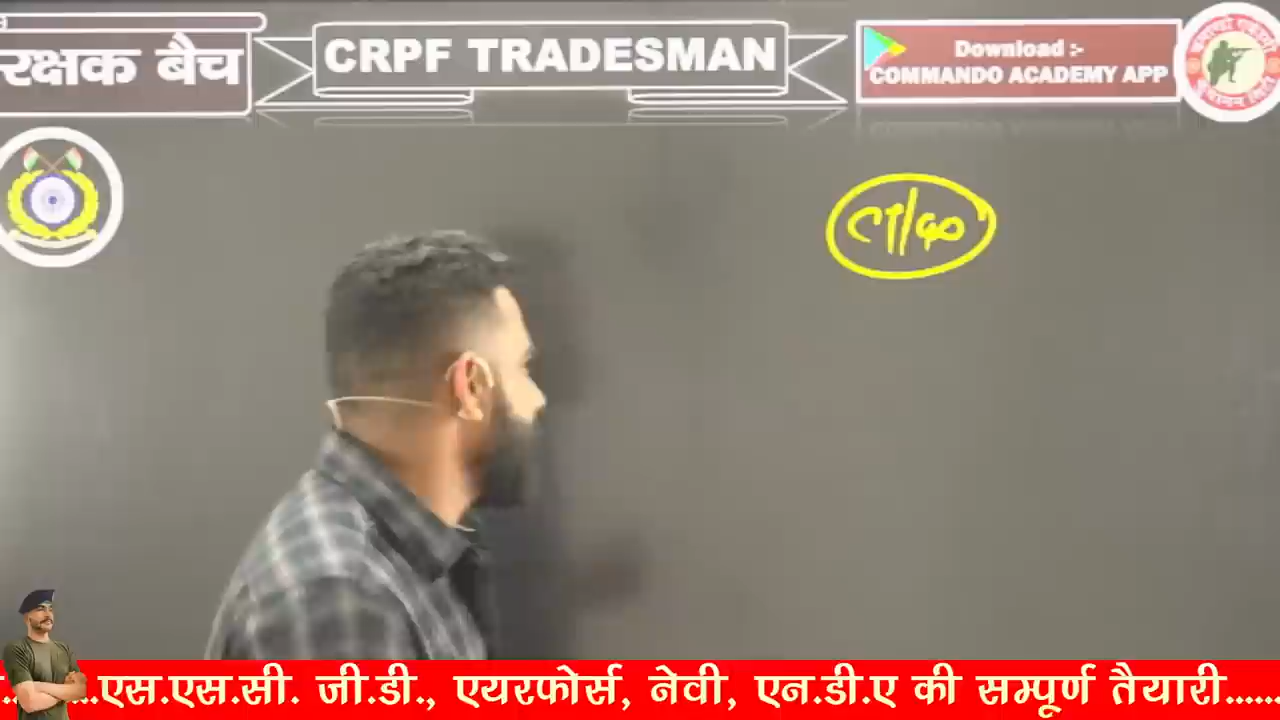 रक्षक बैच
CRPF TRADESMAN
Download :-
COMMANDO ACADEMY APP
एस.एस.सी. जी.डी., एयरफोर्स, नेवी, एन.डी.ए की सम्पूर्ण तैयारी......